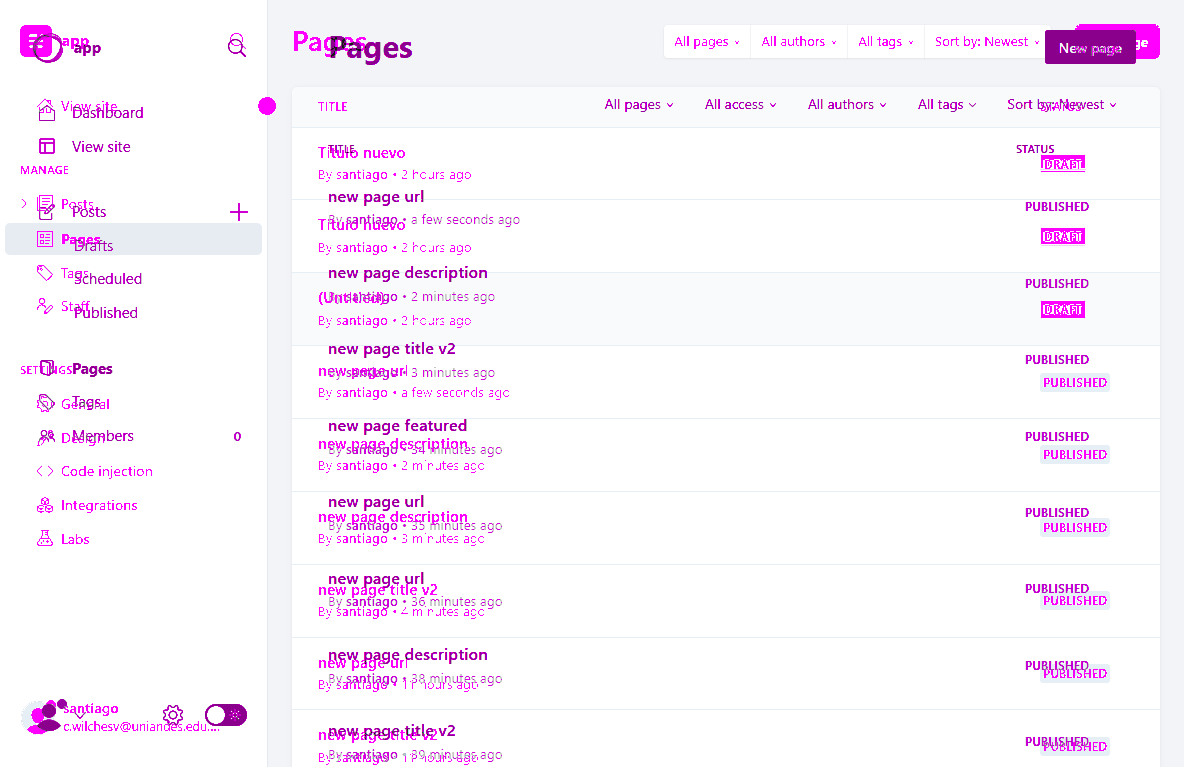 app
app
View site
Dashboard
View site
MANAGE
Posts
Posts
Pages
Drafts
Tags
Scheduled
Staff
Published
SETTINGS
Pages
Tags
General
Design
Members
0
Code injection
Integrations
Labs
santiago
c.wilchesv@uniandes.edu....
Pages
Pages
All pages
All authors
All tags
Sort by: Newest
New page
TITLE
All pages
All access
All authors
All tags
Sort by: Newest
STATUS
TITLE
STATUS
Titulo nuevo
By santiago • 2 hours ago
DRAFT
new page url
By santiago • a few seconds ago
PUBLISHED
Titulo nuevo
By santiago • 2 hours ago
DRAFT
new page description
By santiago • 2 minutes ago
PUBLISHED
(Untitled)
By santiago • 2 hours ago
DRAFT
new page title v2
By santiago • 3 minutes ago
PUBLISHED
new page url
By santiago • a few seconds ago
PUBLISHED
new page featured
By santiago • 34 minutes ago
PUBLISHED
new page description
By santiago • 2 minutes ago
PUBLISHED
new page url
By santiago • 35 minutes ago
PUBLISHED
new page description
By santiago • 3 minutes ago
PUBLISHED
new page url
By santiago • 36 minutes ago
PUBLISHED
new page title v2
By santiago • 4 minutes ago
PUBLISHED
new page description
By santiago • 38 minutes ago
PUBLISHED
new page url
By santiago • 11 hours ago
PUBLISHED
new page title v2
By santiago • 39 minutes ago
PUBLISHED
new page title v2
By santiago • 11 hours ago
PUBLISHED